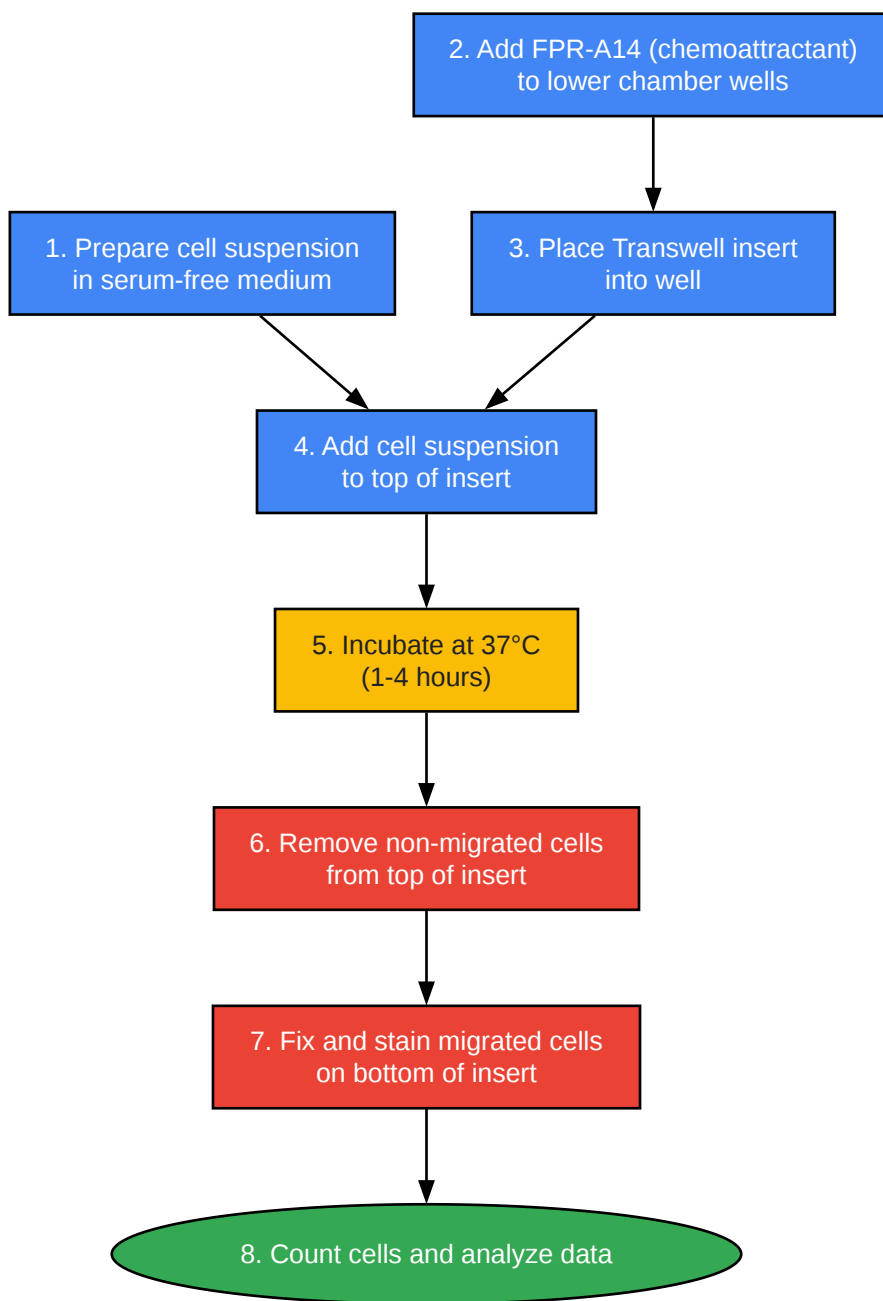 2. Add FPR-A14 (chemoattractant)
to lower chamber wells
1. Prepare cell suspension
in serum-free medium
3. Place Transwell insert
into well
4. Add cell suspension
to top of insert
5. Incubate at 37°C
(1-4 hours)
6. Remove non-migrated cells
from top of insert
7. Fix and stain migrated cells
on bottom of insert
8. Count cells and analyze data